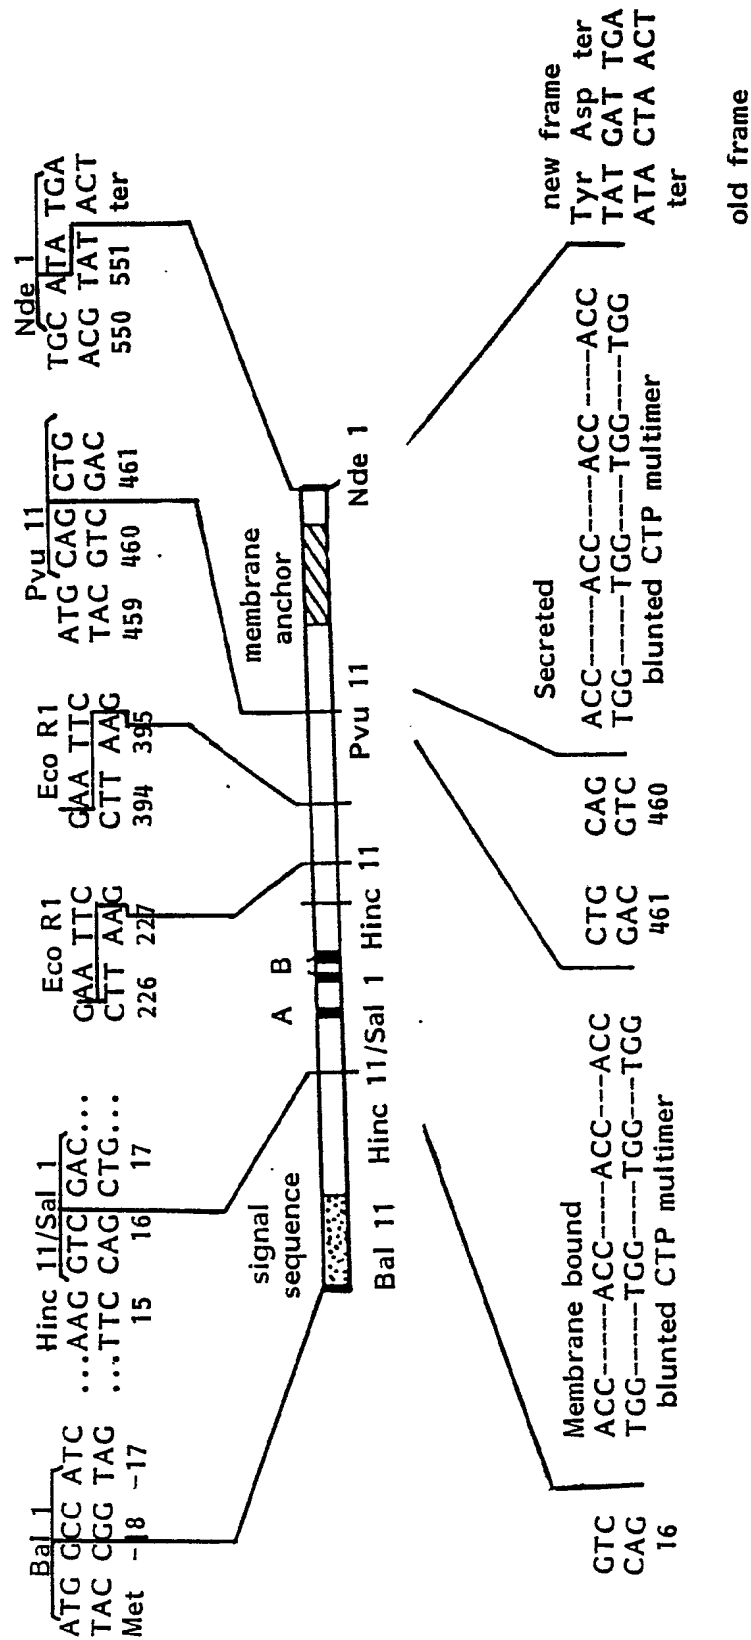 Bal 1
ATG GCC ATC
TAC CGG TAG
Met -18 -17
Hinc 11/Sal 1
...AAG GTC GAC...
...TTC CAG CTG...
15 16 17
Eco R1
GAA TTC
CTT AAG
226 227
Eco R1
GAA TTC
CTT AAG
394 395
Pvu 11
ATG CAG CTG
TAC GTC GAC
459 460 461
Nde 1
TGC ATA TGA
ACG TAT ACT
550 551 ter
signal
sequence
A B
membrane
anchor
Bal 11
Hinc 11/Sal 1
Hinc 11
Pvu 11
Nde 1
GTC
CAG
16
Membrane bound
ACC------ACC----ACC---ACC
TGG------TGG----TGG---TGG
blunted CTP multimer
CTG
GAC
461
CAG
GTC
460
Secreted
ACC------ACC----ACC----ACC
TGG------TGG----TGG----TGG
blunted CTP multimer
new frame
Tyr Asp ter
TAT GAT TGA
ATA CTA ACT
ter
old frame